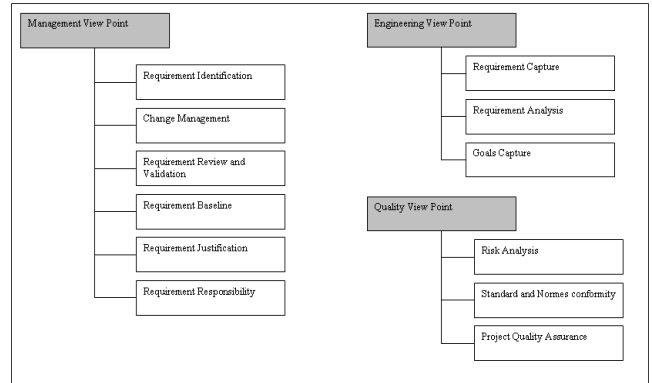 Management View Point
Requirement Identification
Change Management
Requirement Review and
Validation
Requirement Baseline
Requirement Justification
Requirement Responsibility
Engineering View Point
Requirement Capture
Requirement Analysis
Goals Capture
Quality View Point
Risk Analysis
Standard and Normes conformity
Project Quality Assurance